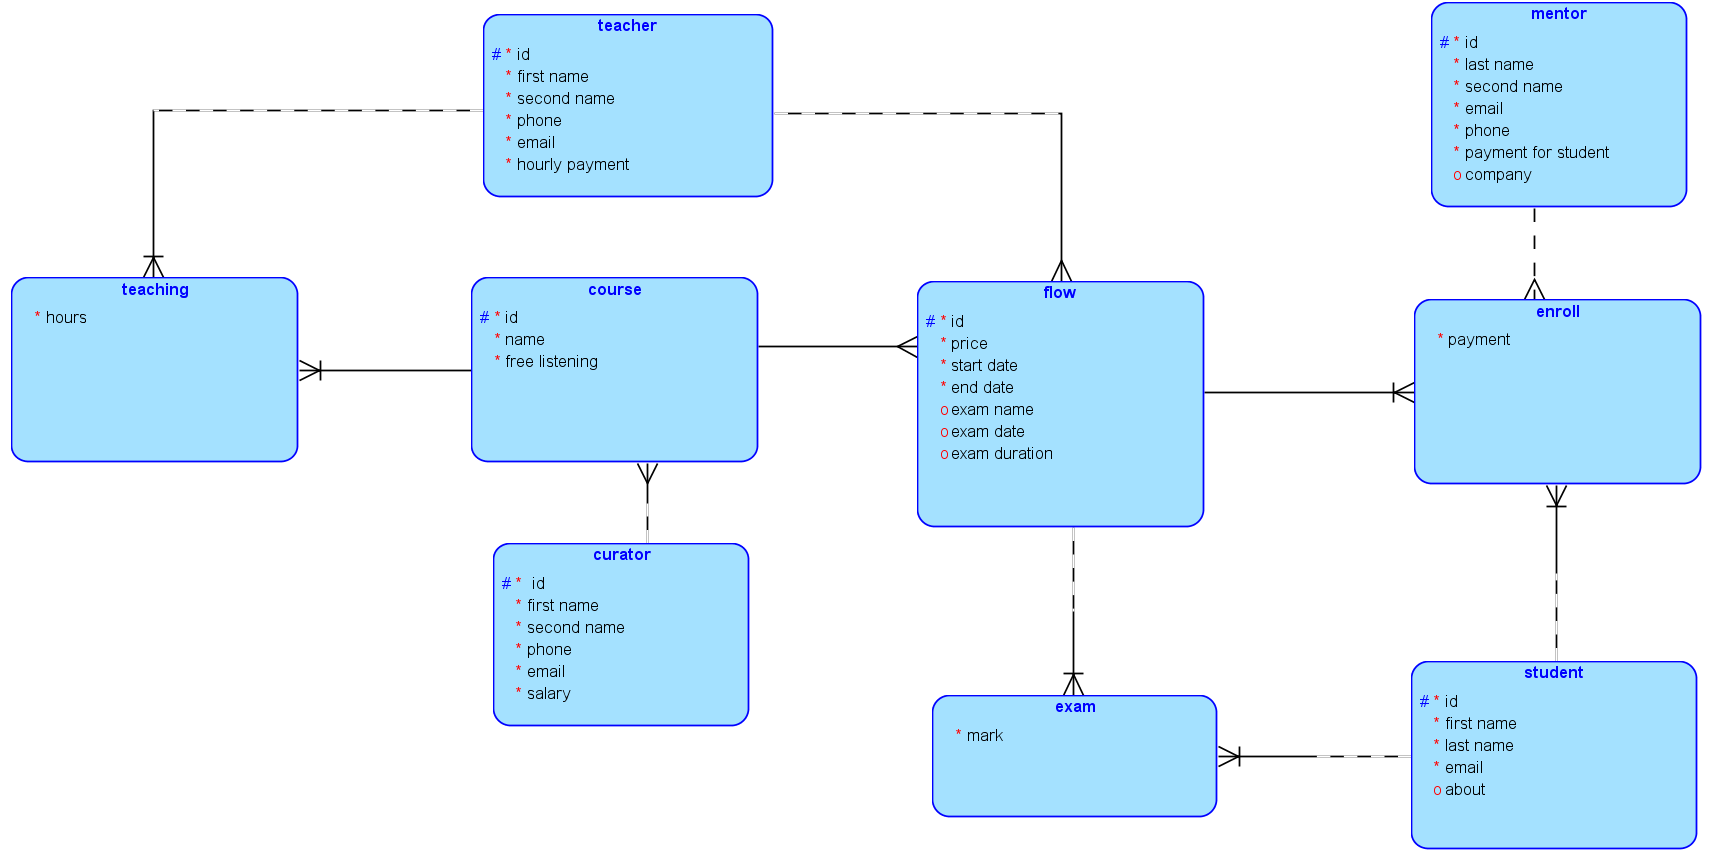 teacher
# * id
* first name
* second name
* phone
* email
* hourly payment
mentor
# * id
* last name
* second name
* email
* phone
* payment for student
o company
teaching
* hours
course
# * id
* name
* free listening
flow
# * id
* price
* start date
* end date
o exam name
o exam date
o exam duration
enroll
* payment
curator
# * id
* first name
* second name
* phone
* email
* salary
exam
* mark
student
# * id
* first name
* last name
* email
o about